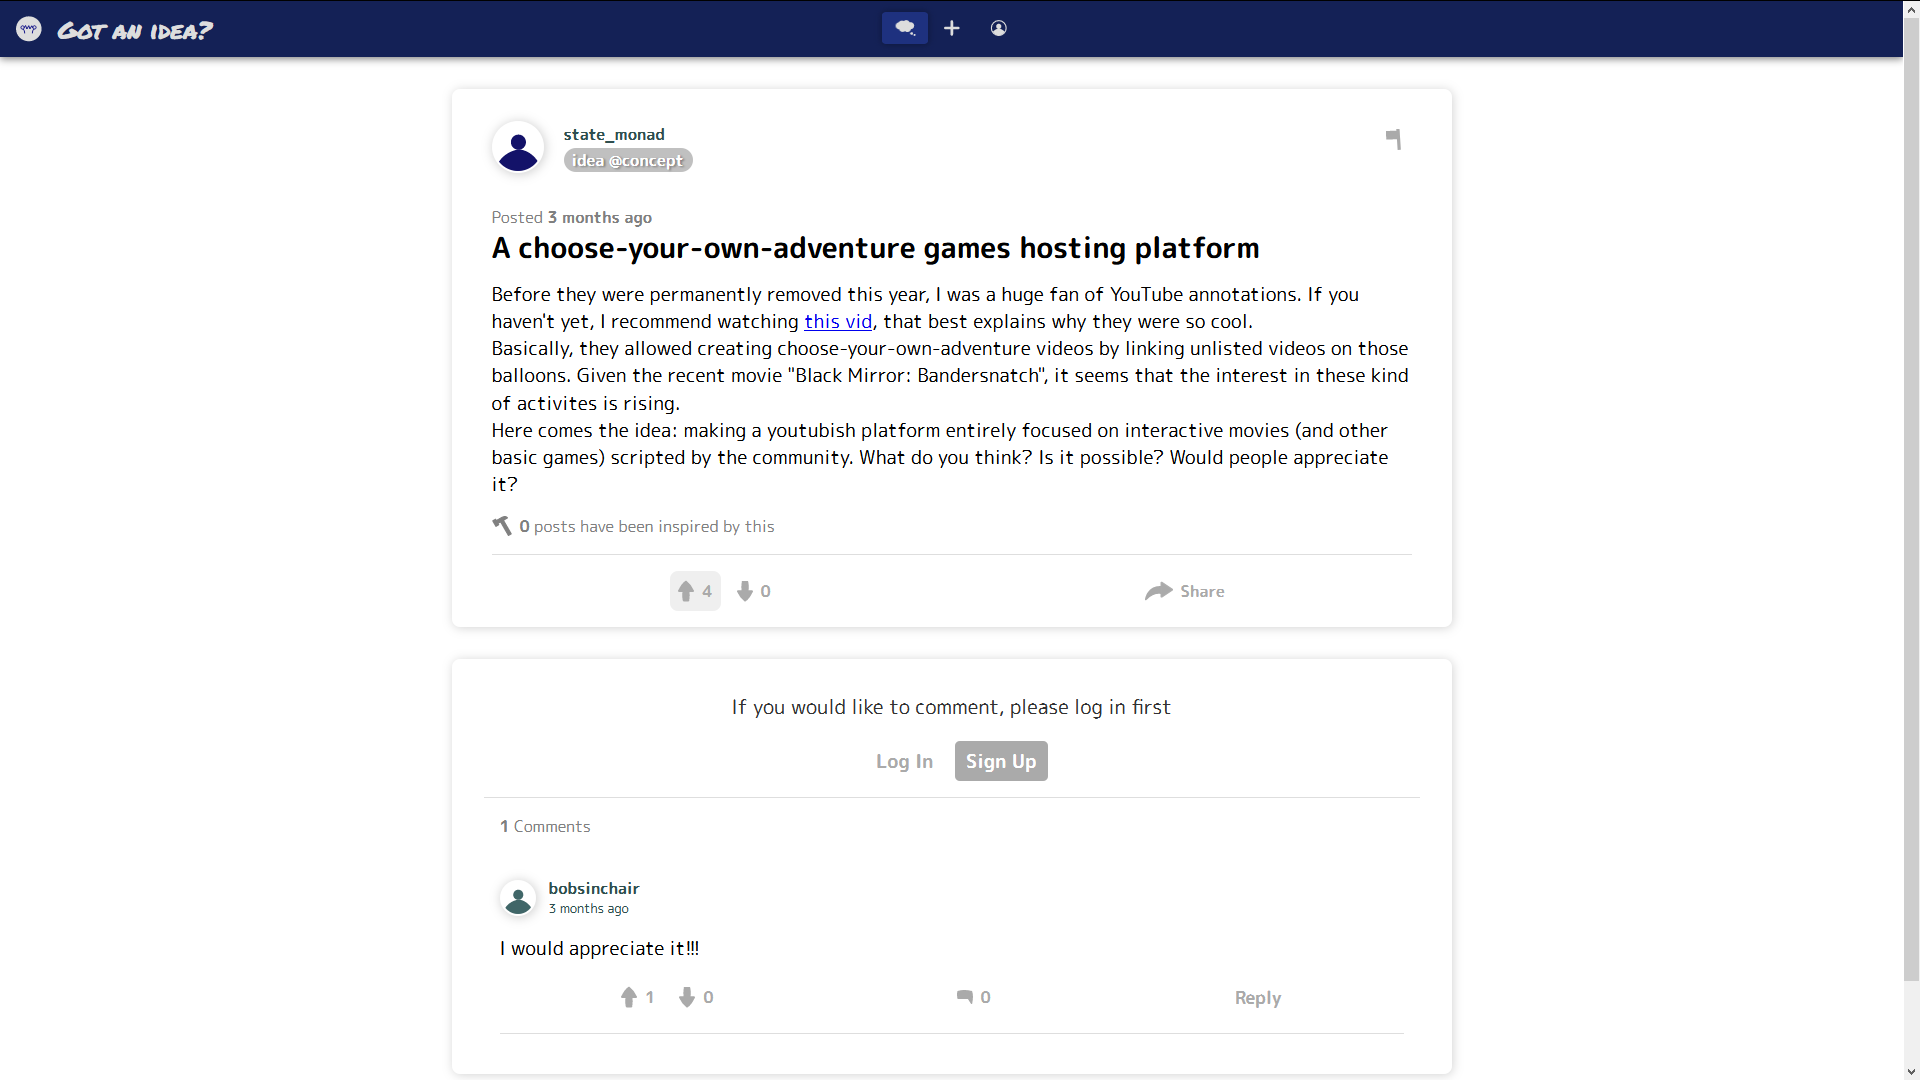 Got an idea?
state_monad
idea @concept
Posted 3 months ago
A choose-your-own-adventure games hosting platform
Before they were permanently removed this year, I was a huge fan of YouTube annotations. If you
haven't yet, I recommend watching this vid, that best explains why they were so cool.
Basically, they allowed creating choose-your-own-adventure videos by linking unlisted videos on those
balloons. Given the recent movie "Black Mirror: Bandersnatch", it seems that the interest in these kind
of activites is rising.
Here comes the idea: making a youtubish platform entirely focused on interactive movies (and other
basic games) scripted by the community. What do you think? Is it possible? Would people appreciate
it?
0 posts have been inspired by this
4 0 Share
If you would like to comment, please log in first
Log In Sign Up
1 Comments
bobsinchair
3 months ago
I would appreciate it!!!
1 0 0 Reply